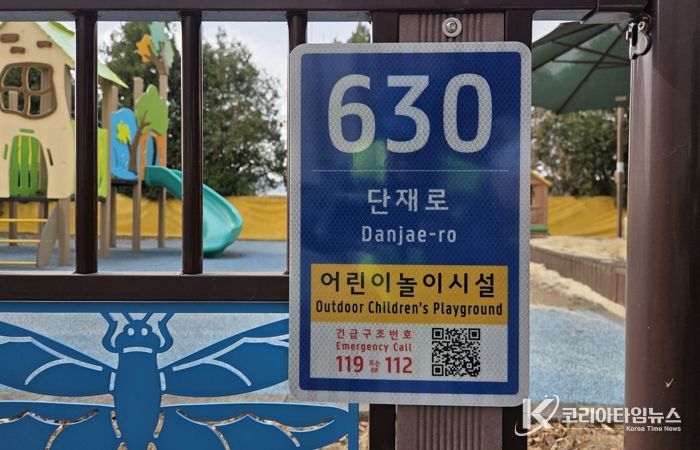 630
단재로
Danjae-ro
어린이놀이시설
Outdoor Children's Playground
긴급구조번호
Emergency Call
119 또는 OR 112
코리아타임뉴스
Korea Time News